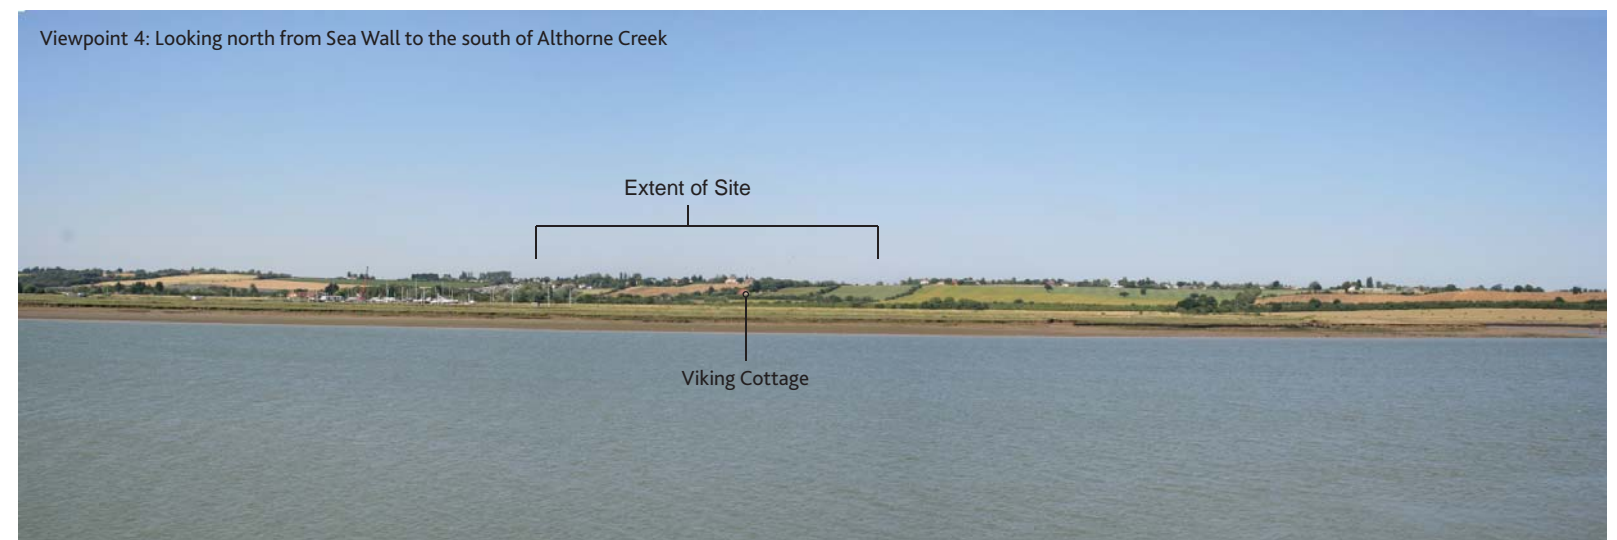 Viewpoint 4: Looking north from Sea Wall to the south of Althorne Creek
Extent of Site
Viking Cottage